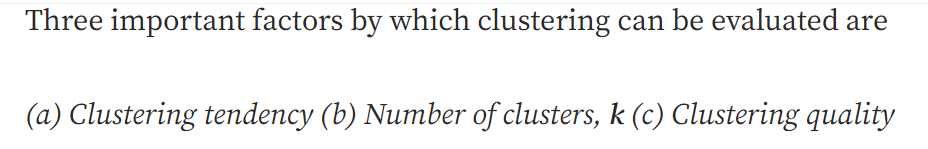 Three important factors by which clustering can be evaluated are
(a) Clustering tendency (b) Number of clusters, k (c) Clustering quality